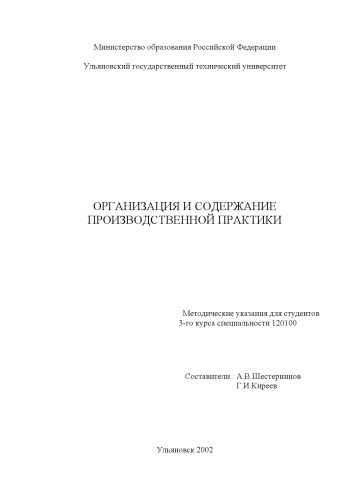 Министерство образования Российской Федерации
Ульяновский государственный технический университет
ОРГАНИЗАЦИЯ И СОДЕРЖАНИЕ
ПРОИЗВОДСТВЕННОЙ ПРАКТИКИ
Методические указания для студентов
3-го курса специальности 120100
Составители : А.В.Шестернинов
Г.И.Киреев
Ульяновск 2002